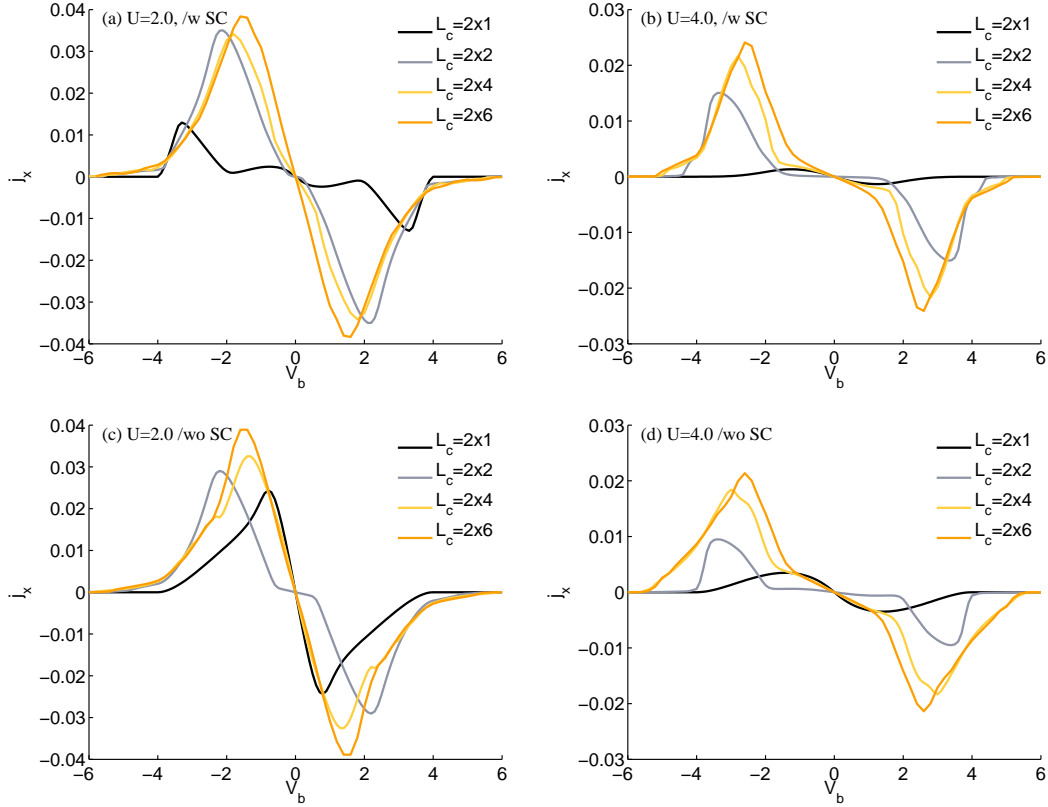 (a) U=2.0, /w SC
0.04
0.03
0.02
0.01
0
−0.01
−0.02
−0.03
−0.04
j_x
−6
−4
−2
0
2
4
6
V_b
L_c=2x1
L_c=2x2
L_c=2x4
L_c=2x6
(b) U=4.0, /w SC
0.03
0.02
0.01
0
−0.01
−0.02
−0.03
j_x
−6
−4
−2
0
2
4
6
V_b
L_c=2x1
L_c=2x2
L_c=2x4
L_c=2x6
(c) U=2.0 /wo SC
0.04
0.03
0.02
0.01
0
−0.01
−0.02
−0.03
−0.04
j_x
−6
−4
−2
0
2
4
6
V_b
L_c=2x1
L_c=2x2
L_c=2x4
L_c=2x6
(d) U=4.0 /wo SC
0.03
0.02
0.01
0
−0.01
−0.02
−0.03
j_x
−6
−4
−2
0
2
4
6
V_b
L_c=2x1
L_c=2x2
L_c=2x4
L_c=2x6